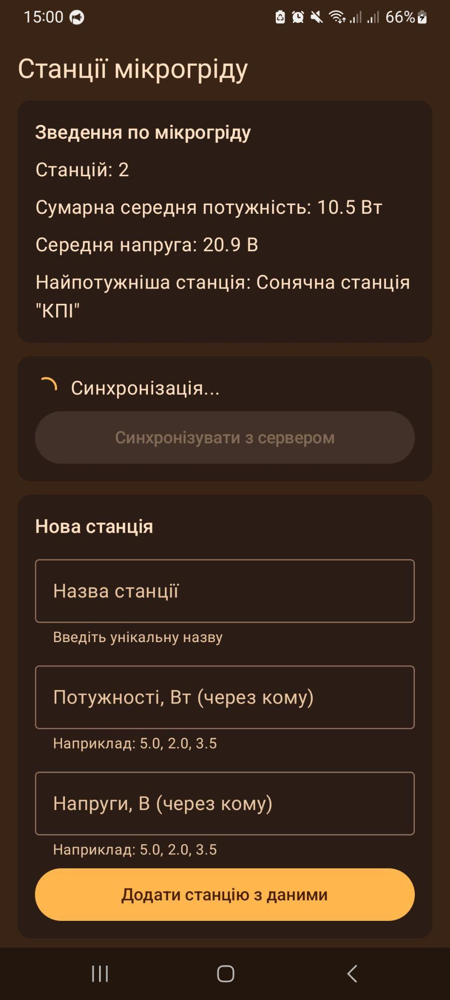 15:00
66%
Станції мікрогріду
Зведення по мікрогріду
Станцій: 2
Сумарна середня потужність: 10.5 Вт
Середня напруга: 20.9 В
Найпотужніша станція: Сонячна станція
"КПІ"
Синхронізація...
Синхронізувати з сервером
Нова станція
Назва станції
Введіть унікальну назву
Потужності, Вт (через кому)
Наприклад: 5.0, 2.0, 3.5
Напруги, В (через кому)
Наприклад: 5.0, 2.0, 3.5
Додати станцію з даними